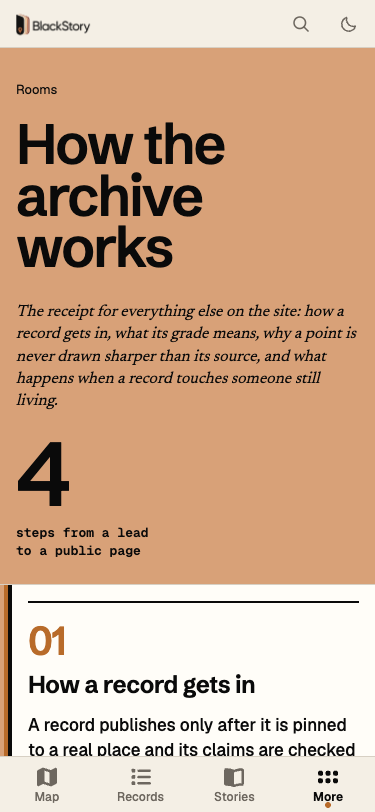 BlackStory
Rooms
How the
archive
works
The receipt for everything else on the site: how a
record gets in, what its grade means, why a point is
never drawn sharper than its source, and what
happens when a record touches someone still
living.
4
steps from a lead
to a public page
01
How a record gets in
A record publishes only after it is pinned
to a real place and its claims are checked
Map
Records
Stories
More